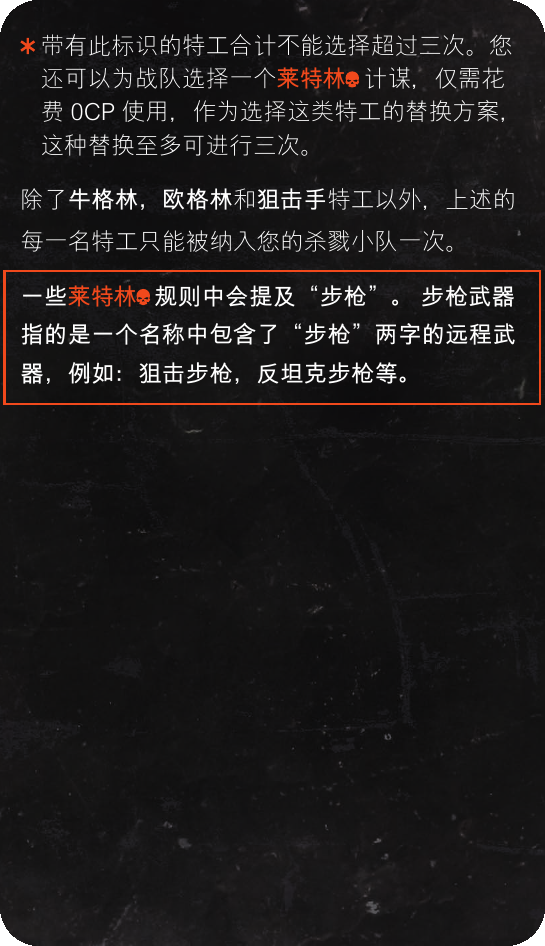 * 带有此标识的特工合计不能选择超过三次。您
还可以为战队选择一个莱特林计谋，仅需花
费 0CP 使用，作为选择这类特工的替换方案，
这种替换至多可进行三次。
除了牛格林，欧格林和狙击手特工以外，上述的
每一名特工只能被纳入您的杀戮小队一次。
一些莱特林规则中会提及“步枪”。 步枪武器
指的是一个名称中包含了“步枪”两字的远程武
器，例如：狙击步枪，反坦克步枪等。